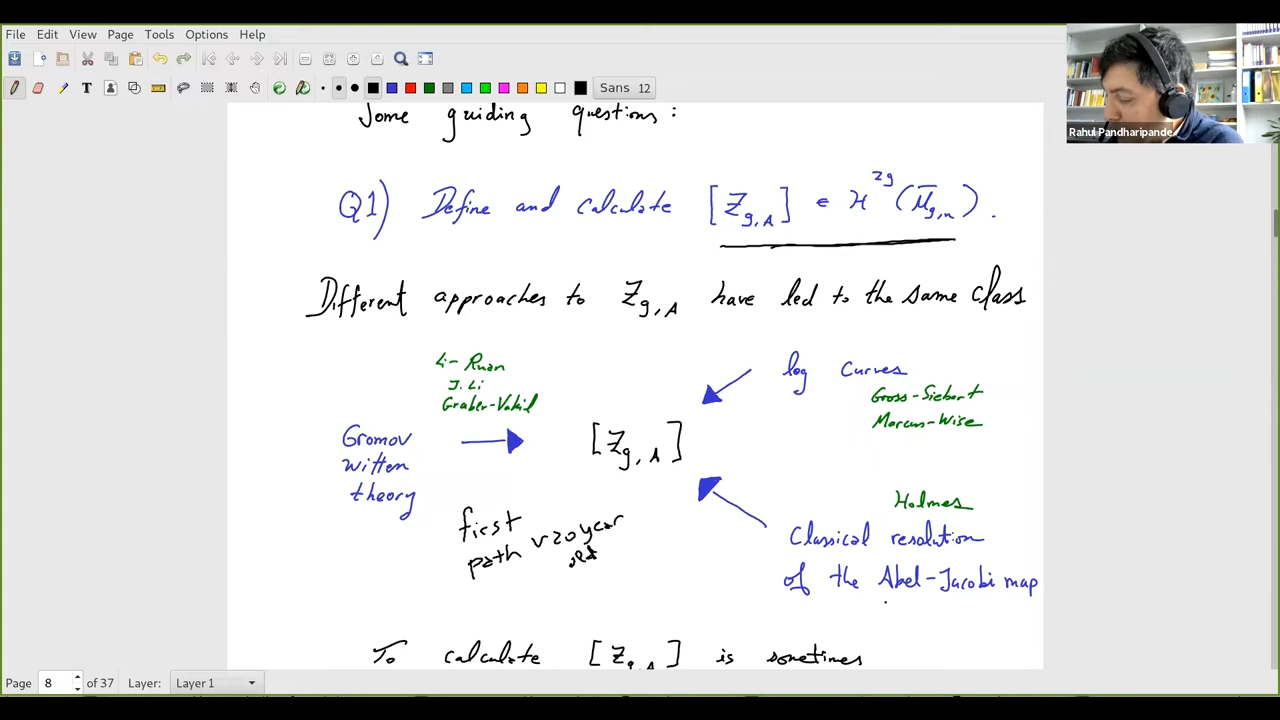 File Edit View Page Tools Options Help
Sans 12
Rahul Pandharipande
Some guiding questions:
Q1) Define and calculate [Z_{g,A}] ∈ H^{2g}(M̄_{g,n}).
Different approaches to Z_{g,A} have led to the same class
Li-Ruan
J. Li
Graber-Vakil
log Curves
Gross-Siebert
Marcus-Wise
Gromov
Witten
theory
[Z_{g,A}]
first
path ~20 year
old
Holmes
Classical resolution
of the Abel-Jacobi map
To calculate [Z_{g,A}] is sometimes
Page 8 of 37 Layer: Layer 1